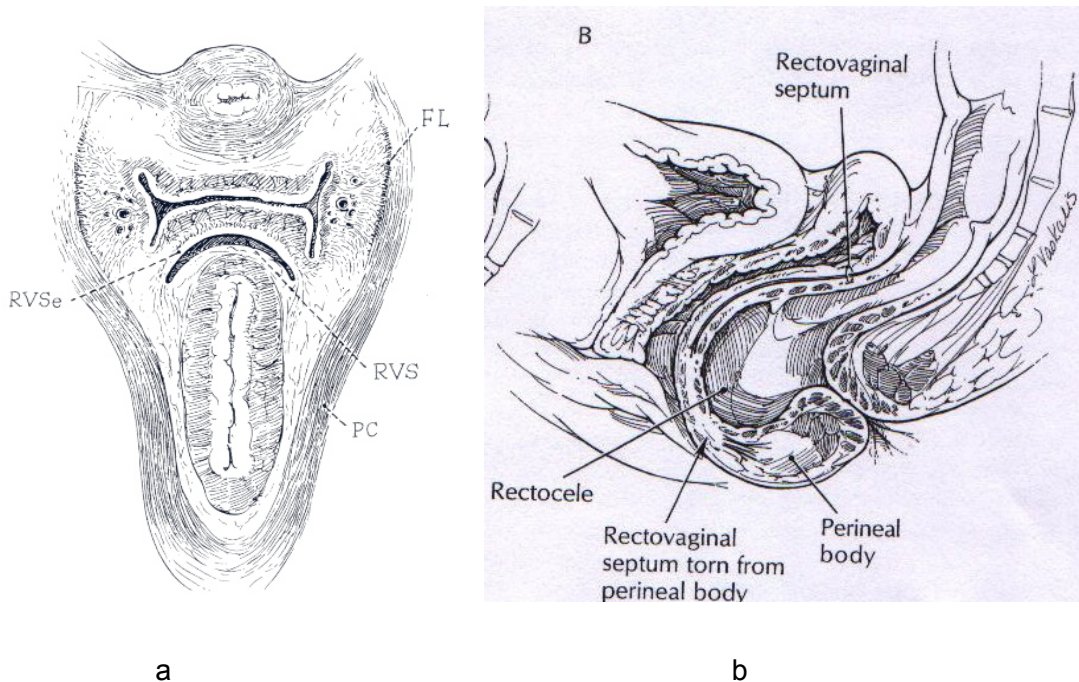 FL
RVSe
RVS
PC
a
B
Rectovaginal
septum
Rectocele
Rectovaginal
septum torn from
perineal body
Perineal
body
b